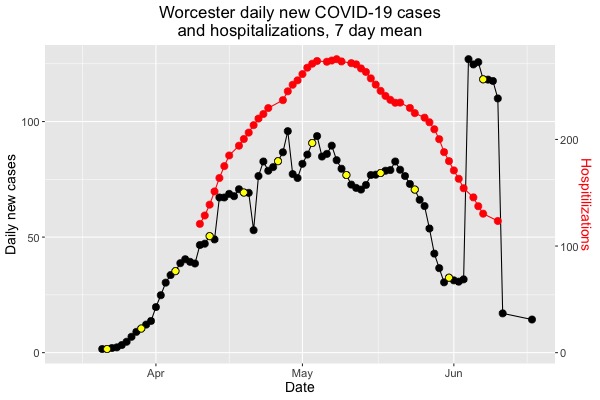 Worcester daily new COVID-19 cases
and hospitalizations, 7 day mean
Daily new cases
100
50
0
200
100
0
Hospitilizations
Apr
May
Jun
Date